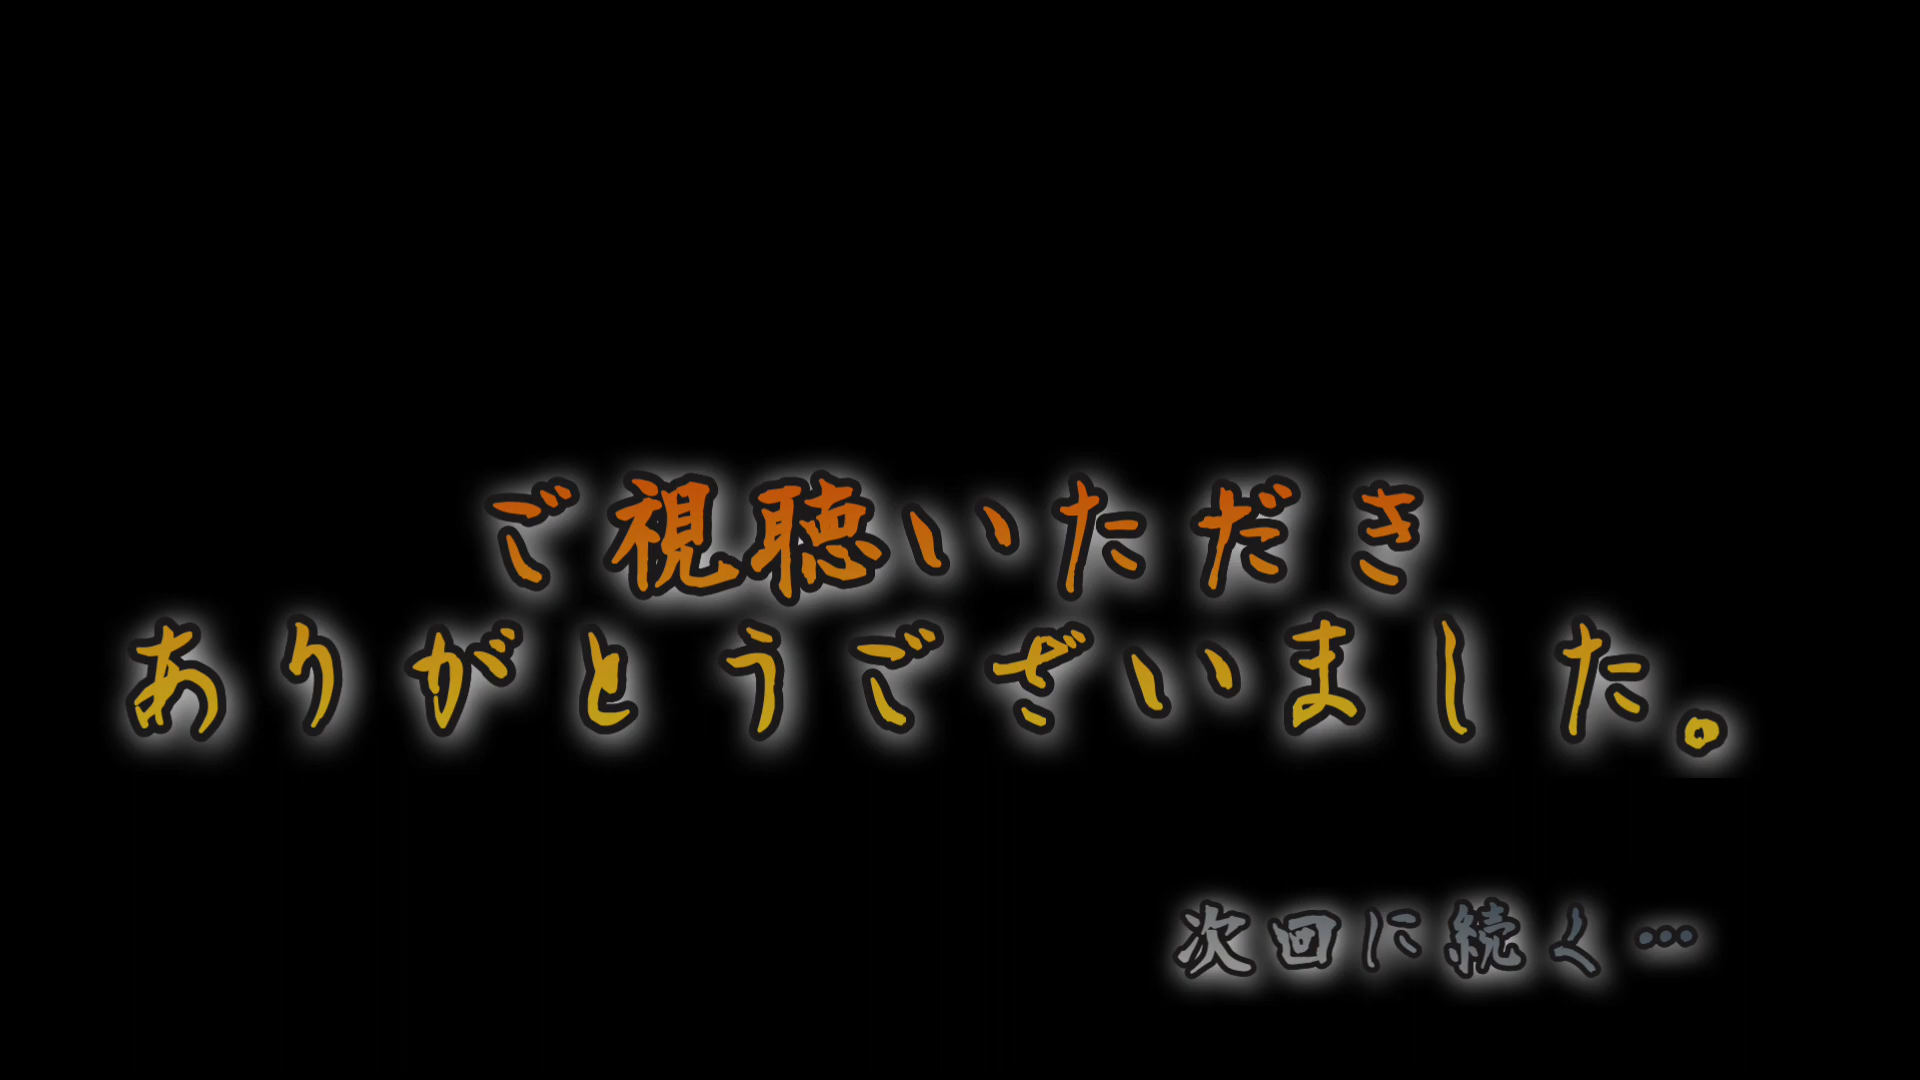 ご視聴いただき
ありがとうございました。
次回に続く…